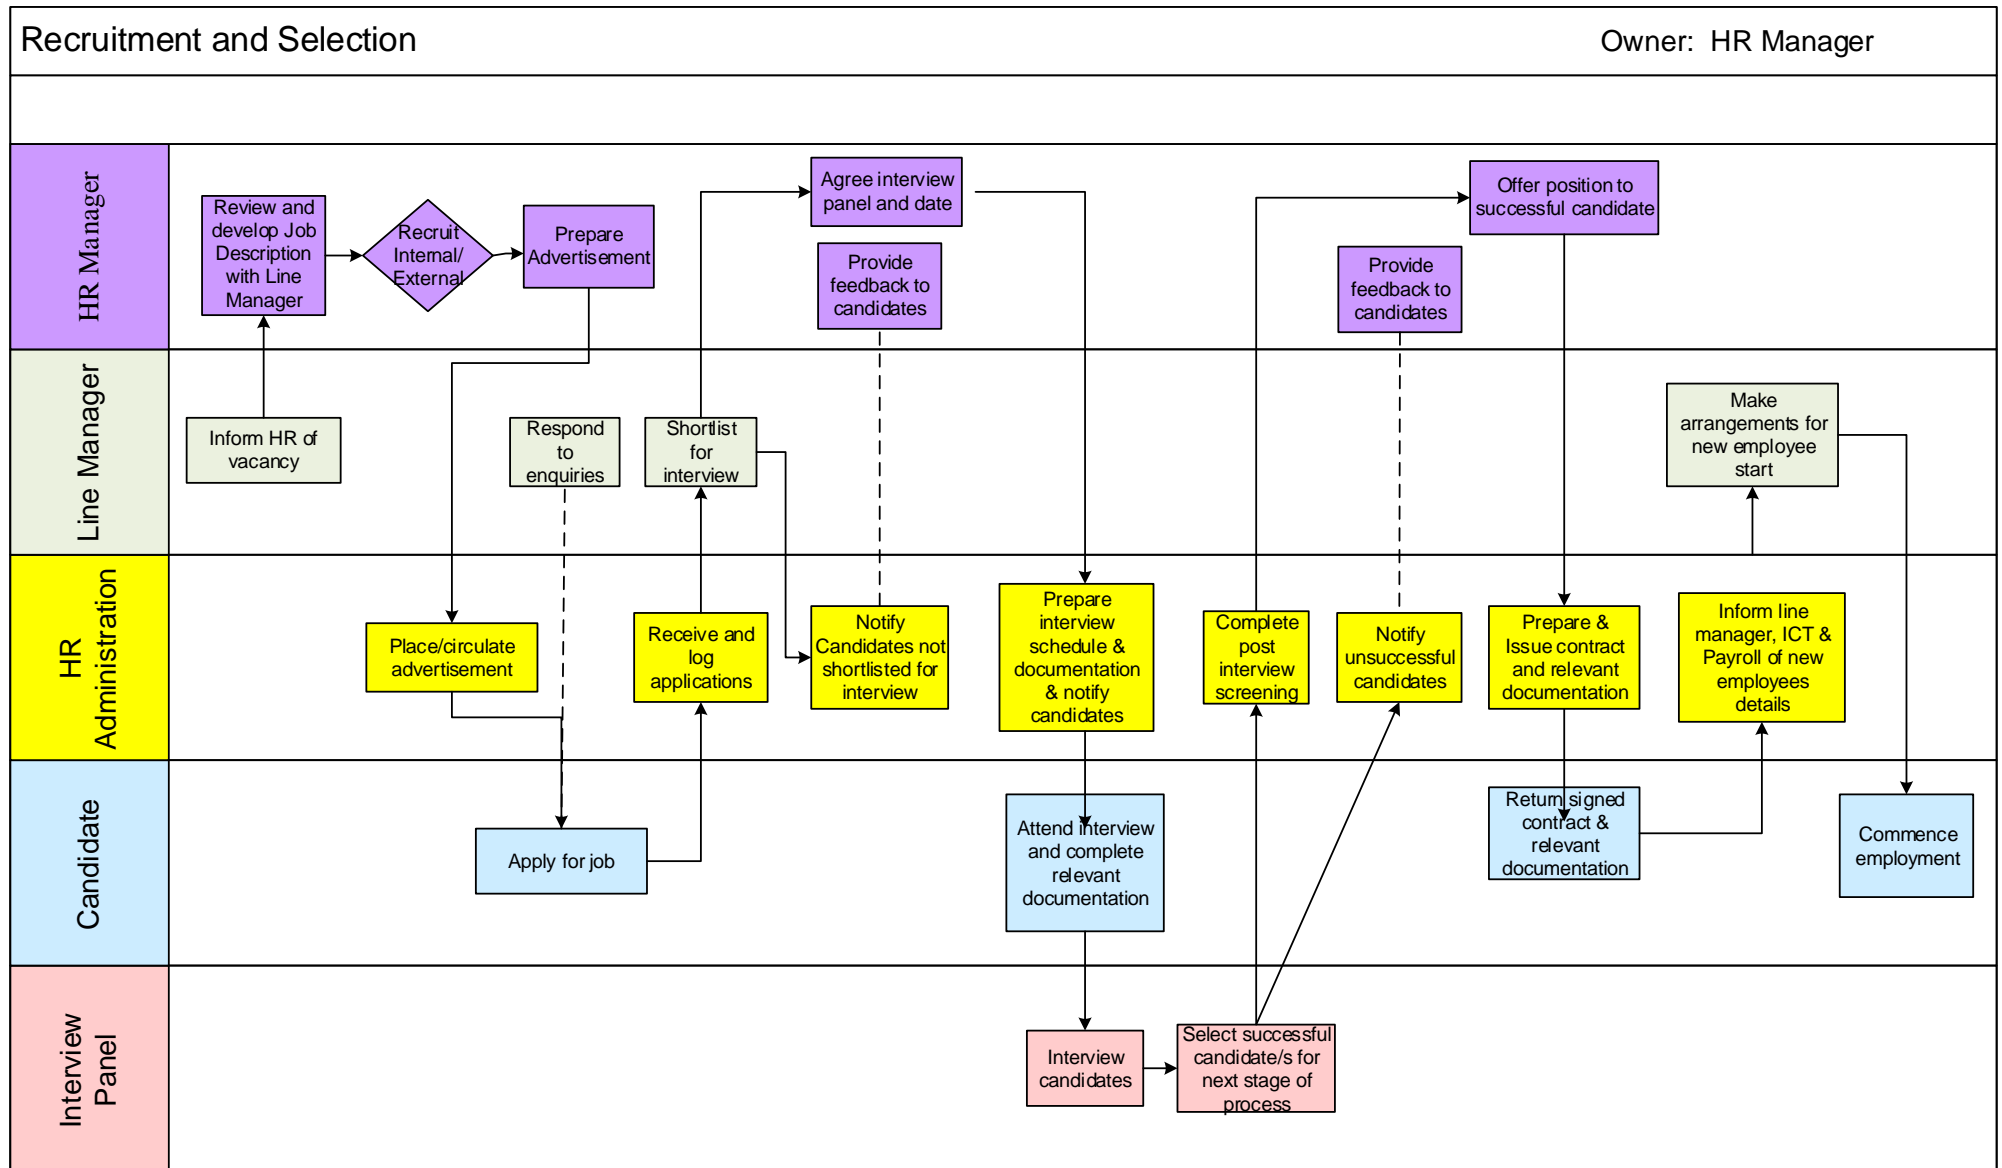 Recruitment and Selection
Owner: HR Manager
HR Manager
Review and
develop Job
Description
with Line
Manager
Recruit
Internal/
External
Prepare
Advertisement
Agree interview
panel and date
Provide
feedback to
candidates
Provide
feedback to
candidates
Offer position to
successful candidate
Line Manager
Inform HR of
vacancy
Respond
to
enquiries
Shortlist
for
interview
Make
arrangements for
new employee
start
HR
Administration
Place/circulate
advertisement
Receive and
log
applications
Notify
Candidates not
shortlisted for
interview
Prepare
interview
schedule &
documentation
& notify
candidates
Complete
post
interview
screening
Notify
unsuccessful
candidates
Prepare &
Issue contract
and relevant
documentation
Inform line
manager, ICT &
Payroll of new
employees
details
Candidate
Apply for job
Attend interview
and complete
relevant
documentation
Return signed
contract &
relevant
documentation
Commence
employment
Interview
Panel
Interview
candidates
Select successful
candidate/s for
next stage of
process